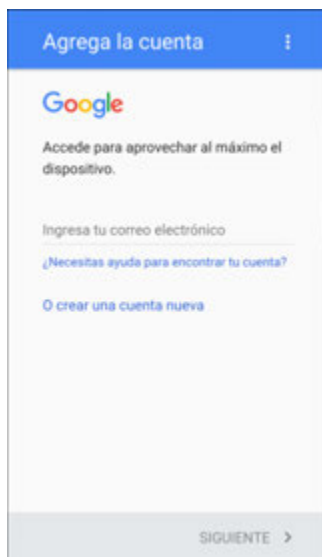 Agrega la cuenta
Google
Accede para aprovechar al máximo el
dispositivo.
Ingresa tu correo electrónico
¿Necesitas ayuda para encontrar tu cuenta?
O crear una cuenta nueva
SIGUIENTE